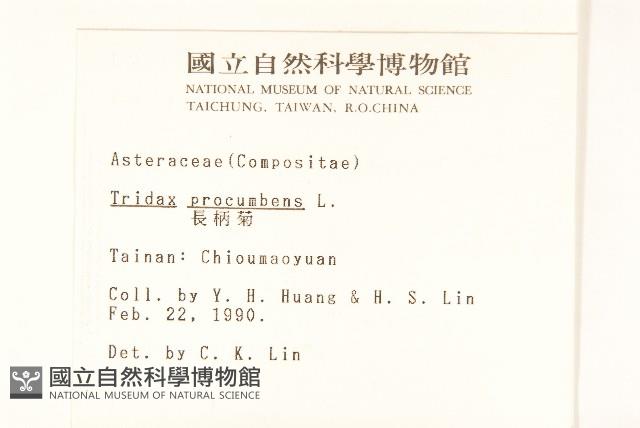 國立自然科學博物館
NATIONAL MUSEUM OF NATURAL SCIENCE
TAICHUNG, TAIWAN, R.O.CHINA
Asteraceae(Compositae)
Tridax procumbens L.
長柄菊
Tainan: Chioumaoyuan
Coll. by Y. H. Huang & H. S. Lin
Feb. 22, 1990.
Det. by C. K. Lin
國立自然科學博物館
NATIONAL MUSEUM OF NATURAL SCIENCE